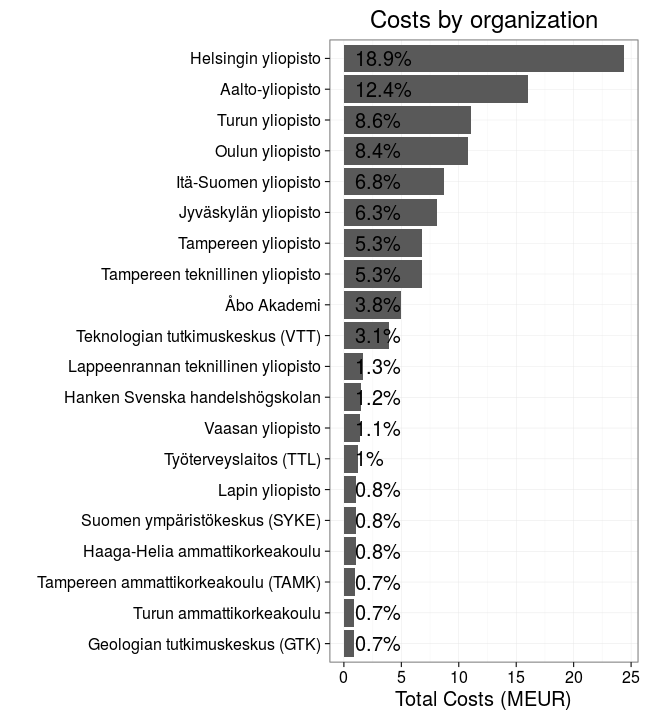 Costs by organization
Helsingin yliopisto 18.9%
Aalto-yliopisto 12.4%
Turun yliopisto 8.6%
Oulun yliopisto 8.4%
Itä-Suomen yliopisto 6.8%
Jyväskylän yliopisto 6.3%
Tampereen yliopisto 5.3%
Tampereen teknillinen yliopisto 5.3%
Åbo Akademi 3.8%
Teknologian tutkimuskeskus (VTT) 3.1%
Lappeenrannan teknillinen yliopisto 1.3%
Hanken Svenska handelshögskolan 1.2%
Vaasan yliopisto 1.1%
Työterveyslaitos (TTL) 1%
Lapin yliopisto 0.8%
Suomen ympäristökeskus (SYKE) 0.8%
Haaga-Helia ammattikorkeakoulu 0.8%
Tampereen ammattikorkeakoulu (TAMK) 0.7%
Turun ammattikorkeakoulu 0.7%
Geologian tutkimuskeskus (GTK) 0.7%
0 5 10 15 20 25
Total Costs (MEUR)